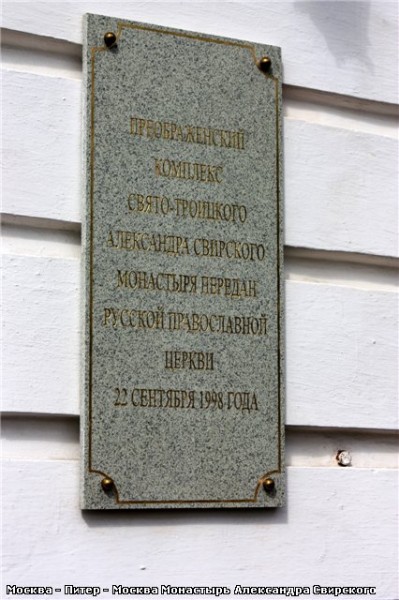 ПРЕОБРАЖЕНСКИЙ
КОМПЛЕКС
СВЯТО-ТРОИЦКОГО
АЛЕКСАНДРА СВИРСКОГО
МОНАСТЫРЯ ПЕРЕДАН
РУССКОЙ ПРАВОСЛАВНОЙ
ЦЕРКВИ
22 СЕНТЯБРЯ 1998 ГОДА
Москва - Питер - Москва Монастырь Александра Свирского